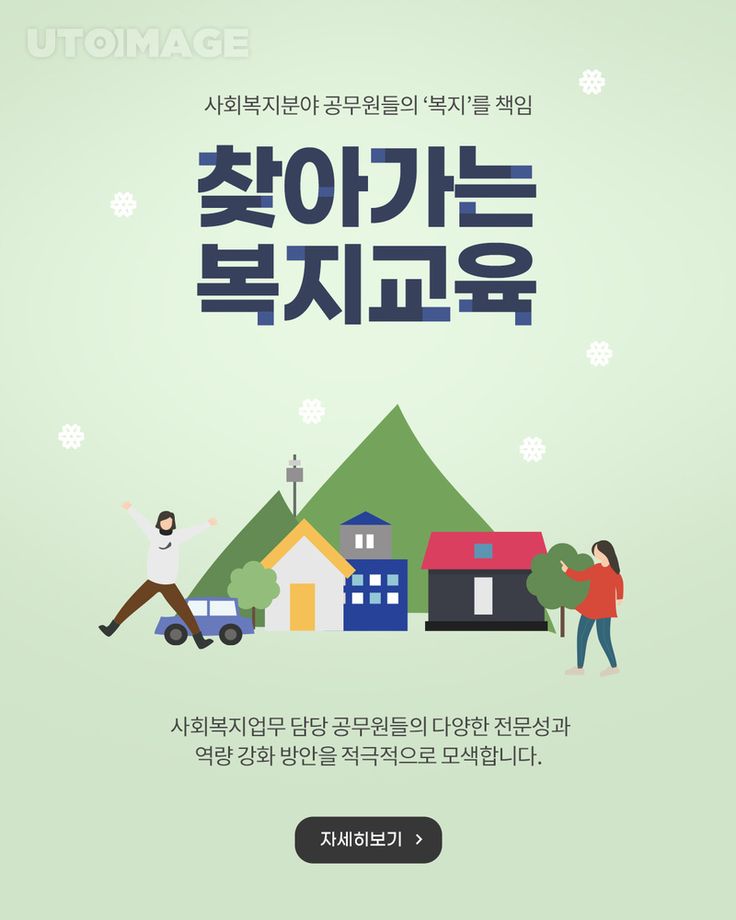 UTOIMAGE
사회복지분야 공무원들의 ‘복지’를 책임
찾아가는
복지교육
사회복지업무 담당 공무원들의 다양한 전문성과
역량 강화 방안을 적극적으로 모색합니다.
자세히보기 >